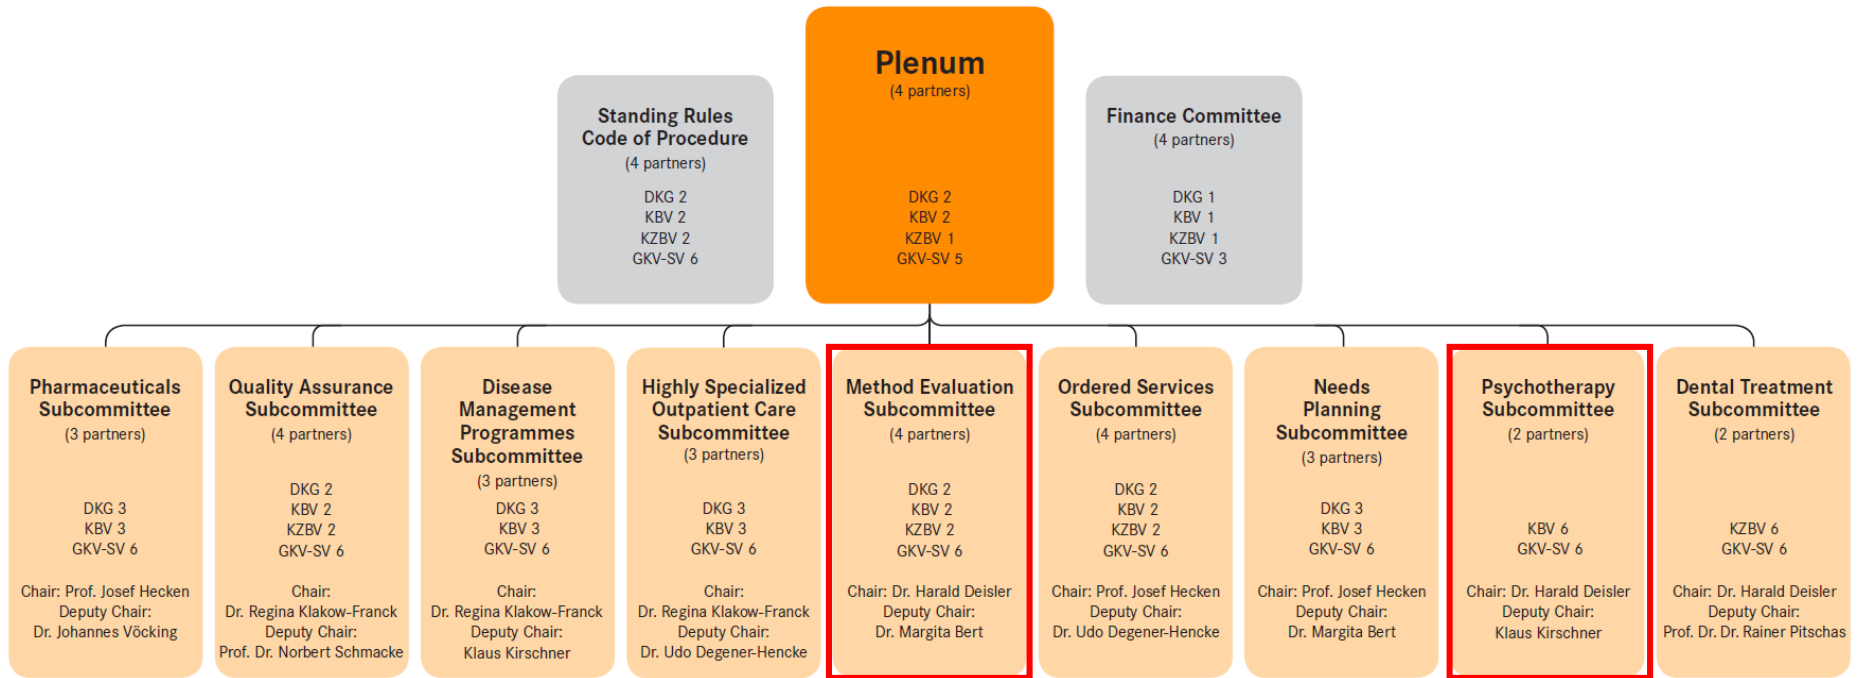 Plenum
(4 partners)
DKG 2
KBV 2
KZBV 1
GKV-SV 5
Standing Rules
Code of Procedure
(4 partners)
DKG 2
KBV 2
KZBV 2
GKV-SV 6
Finance Committee
(4 partners)
DKG 1
KBV 1
KZBV 1
GKV-SV 3
Pharmaceuticals
Subcommittee
(3 partners)
DKG 3
KBV 3
GKV-SV 6
Chair: Prof. Josef Hecken
Deputy Chair:
Dr. Johannes Vöcking
Quality Assurance
Subcommittee
(4 partners)
DKG 2
KBV 2
KZBV 2
GKV-SV 6
Chair:
Dr. Regina Klakow-Franck
Deputy Chair:
Prof. Dr. Norbert Schmacke
Disease
Management
Programmes
Subcommittee
(3 partners)
DKG 3
KBV 3
GKV-SV 6
Chair:
Dr. Regina Klakow-Franck
Deputy Chair:
Klaus Kirschner
Highly Specialized
Outpatient Care
Subcommittee
(3 partners)
DKG 3
KBV 3
GKV-SV 6
Chair:
Dr. Regina Klakow-Franck
Deputy Chair:
Dr. Udo Degener-Hencke
Method Evaluation
Subcommittee
(4 partners)
DKG 2
KBV 2
KZBV 2
GKV-SV 6
Chair: Dr. Harald Deisler
Deputy Chair:
Dr. Margita Bert
Ordered Services
Subcommittee
(4 partners)
DKG 2
KBV 2
KZBV 2
GKV-SV 6
Chair: Prof. Josef Hecken
Deputy Chair:
Dr. Udo Degener-Hencke
Needs
Planning
Subcommittee
(3 partners)
DKG 3
KBV 3
GKV-SV 6
Chair: Prof. Josef Hecken
Deputy Chair:
Dr. Margita Bert
Psychotherapy
Subcommittee
(2 partners)
KBV 6
GKV-SV 6
Chair: Dr. Harald Deisler
Deputy Chair:
Klaus Kirschner
Dental Treatment
Subcommittee
(2 partners)
KZBV 6
GKV-SV 6
Chair: Dr. Harald Deisler
Deputy Chair:
Prof. Dr. Dr. Rainer Pitschas